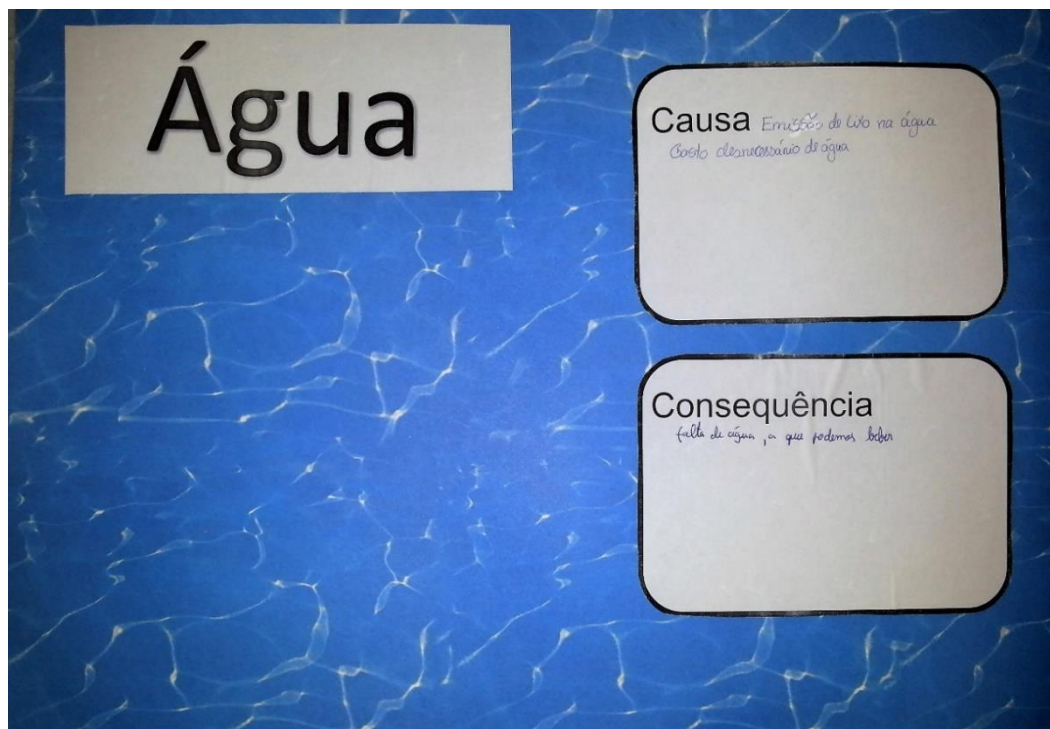 Água
Causa Emissão de lixo na água
Gasto desnecessário de água
Consequência
falta de água, a que podemos beber